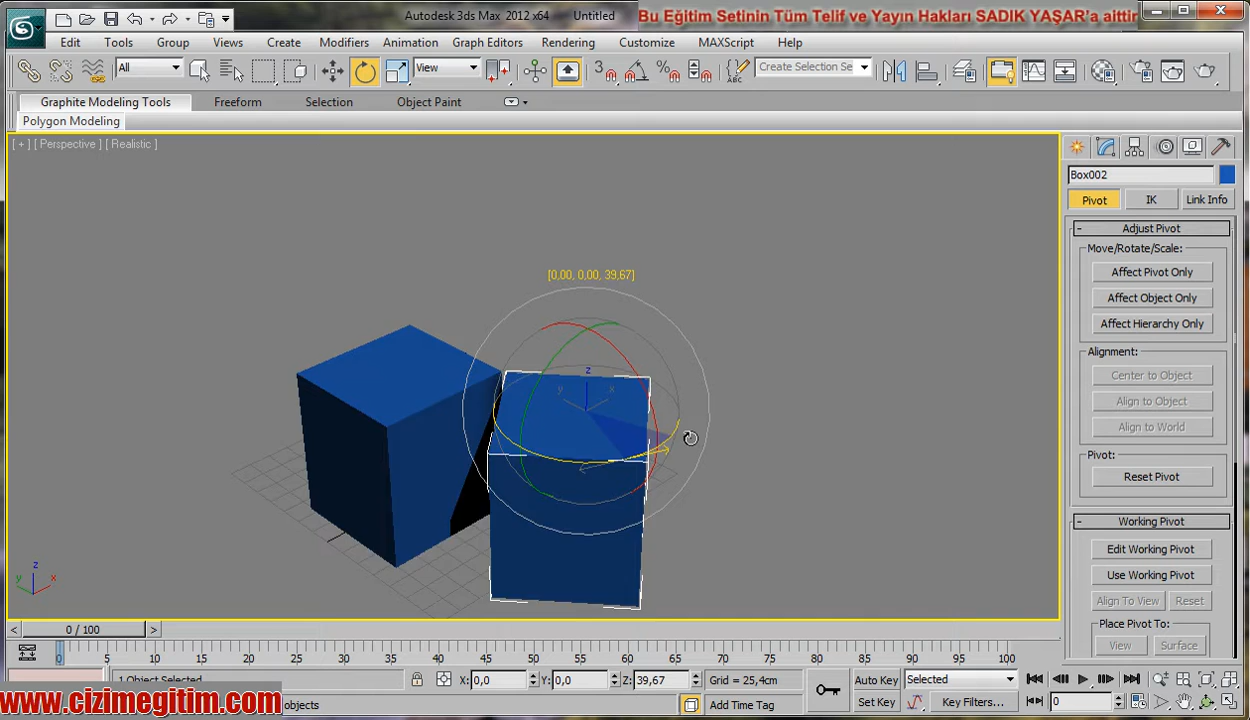 Autodesk 3ds Max 2012 x64 Untitled
Bu Eğitim Setinin Tüm Telif ve Yayın Hakları SADIK YAŞAR'a aittir
Edit Tools Group Views Create Modifiers Animation Graph Editors Rendering Customize MAXScript Help
All View 3 Create Selection Se
Graphite Modeling Tools Freeform Selection Object Paint
Polygon Modeling
[ + ] [ Perspective ] [ Realistic ]
Box002
Pivot IK Link Info
- Adjust Pivot
Move/Rotate/Scale:
Affect Pivot Only
Affect Object Only
Affect Hierarchy Only
Alignment:
Center to Object
Align to Object
Align to World
Pivot:
Reset Pivot
- Working Pivot
Edit Working Pivot
Use Working Pivot
Align To View Reset
Place Pivot To:
View Surface
[0,00, 0,00, 39,67]
z
y x
z
y x
< 0 / 100 >
0 5 10 15 20 25 30 35 40 45 50 55 60 65 70 75 80 85 90 95 100
1 Object Selected X: 0,0 Y: 0,0 Z: 39,67 Grid = 25,4cm Auto Key Selected
www.cizimegitim.com objects Add Time Tag Set Key Key Filters... 0